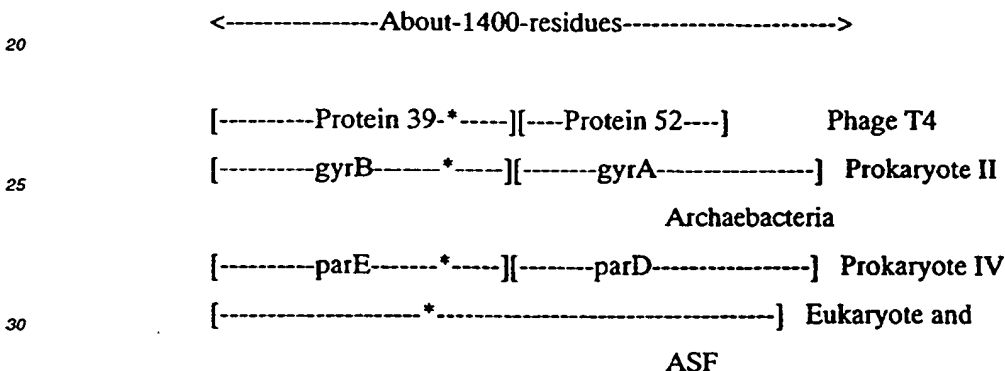 <---------------About-1400-residues--------------------->
20
[----------Protein 39-*-----][----Protein 52----] Phage T4
[---------gyrB-------*-----][--------gyrA---------------] Prokaryote II
25
Archaebacteria
[----------parE-------*-----][--------parD---------------] Prokaryote IV
[--------------------*---------------------------------] Eukaryote and
30
ASF